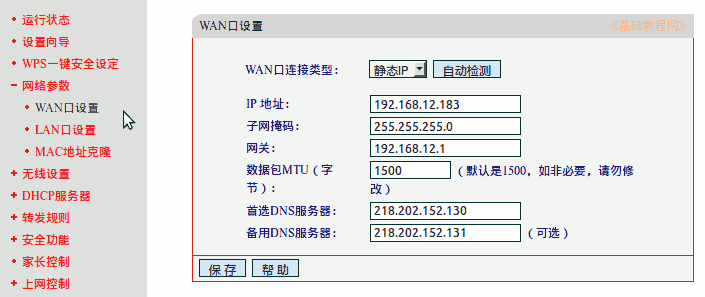 运行状态
设置向导
WPS一键安全设定
网络参数
WAN口设置
LAN口设置
MAC地址克隆
无线设置
DHCP服务器
转发规则
安全功能
家长控制
上网控制
WAN口设置
《基础教程网》
WAN口连接类型： 静态IP 自动检测
IP 地址： 192.168.12.183
子网掩码： 255.255.255.0
网关： 192.168.12.1
数据包MTU（字 1500 （默认是1500，如非必要，请勿修
节）： 改）
首选DNS服务器： 218.202.152.130
备用DNS服务器： 218.202.152.131 （可选）
保 存 帮 助